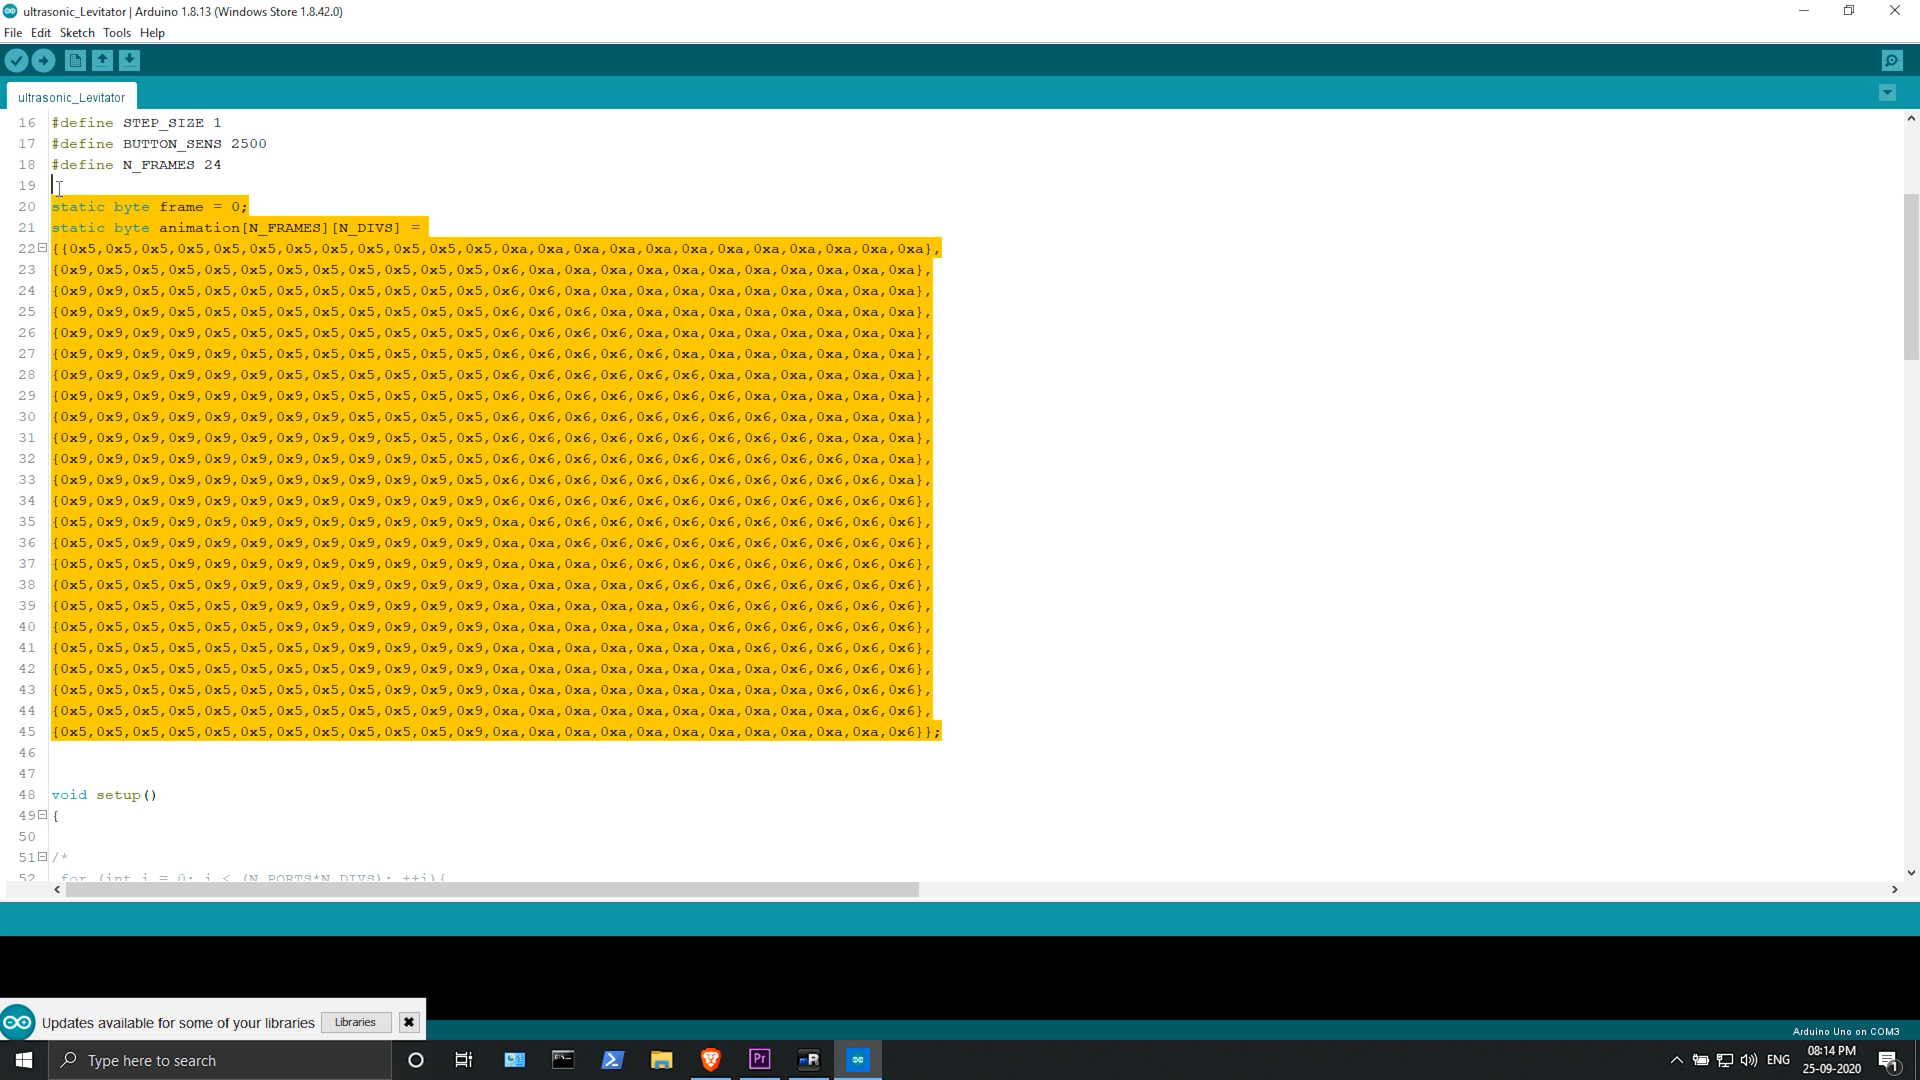 ultrasonic_Levitator | Arduino 1.8.13 (Windows Store 1.8.42.0)
File Edit Sketch Tools Help
ultrasonic_Levitator
16 #define STEP_SIZE 1
17 #define BUTTON_SENS 2500
18 #define N_FRAMES 24
19
20 static byte frame = 0;
21 static byte animation[N_FRAMES][N_DIVS] =
22 {{0x5,0x5,0x5,0x5,0x5,0x5,0x5,0x5,0x5,0x5,0x5,0x5,0xa,0xa,0xa,0xa,0xa,0xa,0xa,0xa,0xa,0xa,0xa,0xa},
23 {0x9,0x5,0x5,0x5,0x5,0x5,0x5,0x5,0x5,0x5,0x5,0x5,0x6,0xa,0xa,0xa,0xa,0xa,0xa,0xa,0xa,0xa,0xa,0xa},
24 {0x9,0x9,0x5,0x5,0x5,0x5,0x5,0x5,0x5,0x5,0x5,0x5,0x6,0x6,0xa,0xa,0xa,0xa,0xa,0xa,0xa,0xa,0xa,0xa},
25 {0x9,0x9,0x9,0x5,0x5,0x5,0x5,0x5,0x5,0x5,0x5,0x5,0x6,0x6,0x6,0xa,0xa,0xa,0xa,0xa,0xa,0xa,0xa,0xa},
26 {0x9,0x9,0x9,0x9,0x5,0x5,0x5,0x5,0x5,0x5,0x5,0x5,0x6,0x6,0x6,0x6,0xa,0xa,0xa,0xa,0xa,0xa,0xa,0xa},
27 {0x9,0x9,0x9,0x9,0x9,0x5,0x5,0x5,0x5,0x5,0x5,0x5,0x6,0x6,0x6,0x6,0x6,0xa,0xa,0xa,0xa,0xa,0xa,0xa},
28 {0x9,0x9,0x9,0x9,0x9,0x9,0x5,0x5,0x5,0x5,0x5,0x5,0x6,0x6,0x6,0x6,0x6,0x6,0xa,0xa,0xa,0xa,0xa,0xa},
29 {0x9,0x9,0x9,0x9,0x9,0x9,0x9,0x5,0x5,0x5,0x5,0x5,0x6,0x6,0x6,0x6,0x6,0x6,0x6,0xa,0xa,0xa,0xa,0xa},
30 {0x9,0x9,0x9,0x9,0x9,0x9,0x9,0x9,0x5,0x5,0x5,0x5,0x6,0x6,0x6,0x6,0x6,0x6,0x6,0x6,0xa,0xa,0xa,0xa},
31 {0x9,0x9,0x9,0x9,0x9,0x9,0x9,0x9,0x9,0x5,0x5,0x5,0x6,0x6,0x6,0x6,0x6,0x6,0x6,0x6,0x6,0xa,0xa,0xa},
32 {0x9,0x9,0x9,0x9,0x9,0x9,0x9,0x9,0x9,0x9,0x5,0x5,0x6,0x6,0x6,0x6,0x6,0x6,0x6,0x6,0x6,0x6,0xa,0xa},
33 {0x9,0x9,0x9,0x9,0x9,0x9,0x9,0x9,0x9,0x9,0x9,0x5,0x6,0x6,0x6,0x6,0x6,0x6,0x6,0x6,0x6,0x6,0x6,0xa},
34 {0x9,0x9,0x9,0x9,0x9,0x9,0x9,0x9,0x9,0x9,0x9,0x9,0x6,0x6,0x6,0x6,0x6,0x6,0x6,0x6,0x6,0x6,0x6,0x6},
35 {0x5,0x9,0x9,0x9,0x9,0x9,0x9,0x9,0x9,0x9,0x9,0x9,0xa,0x6,0x6,0x6,0x6,0x6,0x6,0x6,0x6,0x6,0x6,0x6},
36 {0x5,0x5,0x9,0x9,0x9,0x9,0x9,0x9,0x9,0x9,0x9,0x9,0xa,0xa,0x6,0x6,0x6,0x6,0x6,0x6,0x6,0x6,0x6,0x6},
37 {0x5,0x5,0x5,0x9,0x9,0x9,0x9,0x9,0x9,0x9,0x9,0x9,0xa,0xa,0xa,0x6,0x6,0x6,0x6,0x6,0x6,0x6,0x6,0x6},
38 {0x5,0x5,0x5,0x5,0x9,0x9,0x9,0x9,0x9,0x9,0x9,0x9,0xa,0xa,0xa,0xa,0x6,0x6,0x6,0x6,0x6,0x6,0x6,0x6},
39 {0x5,0x5,0x5,0x5,0x5,0x9,0x9,0x9,0x9,0x9,0x9,0x9,0xa,0xa,0xa,0xa,0xa,0x6,0x6,0x6,0x6,0x6,0x6,0x6},
40 {0x5,0x5,0x5,0x5,0x5,0x5,0x9,0x9,0x9,0x9,0x9,0x9,0xa,0xa,0xa,0xa,0xa,0xa,0x6,0x6,0x6,0x6,0x6,0x6},
41 {0x5,0x5,0x5,0x5,0x5,0x5,0x5,0x9,0x9,0x9,0x9,0x9,0xa,0xa,0xa,0xa,0xa,0xa,0xa,0x6,0x6,0x6,0x6,0x6},
42 {0x5,0x5,0x5,0x5,0x5,0x5,0x5,0x5,0x9,0x9,0x9,0x9,0xa,0xa,0xa,0xa,0xa,0xa,0xa,0xa,0x6,0x6,0x6,0x6},
43 {0x5,0x5,0x5,0x5,0x5,0x5,0x5,0x5,0x5,0x9,0x9,0x9,0xa,0xa,0xa,0xa,0xa,0xa,0xa,0xa,0xa,0x6,0x6,0x6},
44 {0x5,0x5,0x5,0x5,0x5,0x5,0x5,0x5,0x5,0x5,0x9,0x9,0xa,0xa,0xa,0xa,0xa,0xa,0xa,0xa,0xa,0xa,0x6,0x6},
45 {0x5,0x5,0x5,0x5,0x5,0x5,0x5,0x5,0x5,0x5,0x5,0x9,0xa,0xa,0xa,0xa,0xa,0xa,0xa,0xa,0xa,0xa,0xa,0x6}};
46
47
48 void setup()
49 {
50
51 /*
52 for (int i = 0; i < (N_PORTS*N_DIVS); ++i){
Updates available for some of your libraries Libraries
Arduino Uno on COM3
Type here to search
Pr
R
ENG
08:14 PM
25-09-2020
1